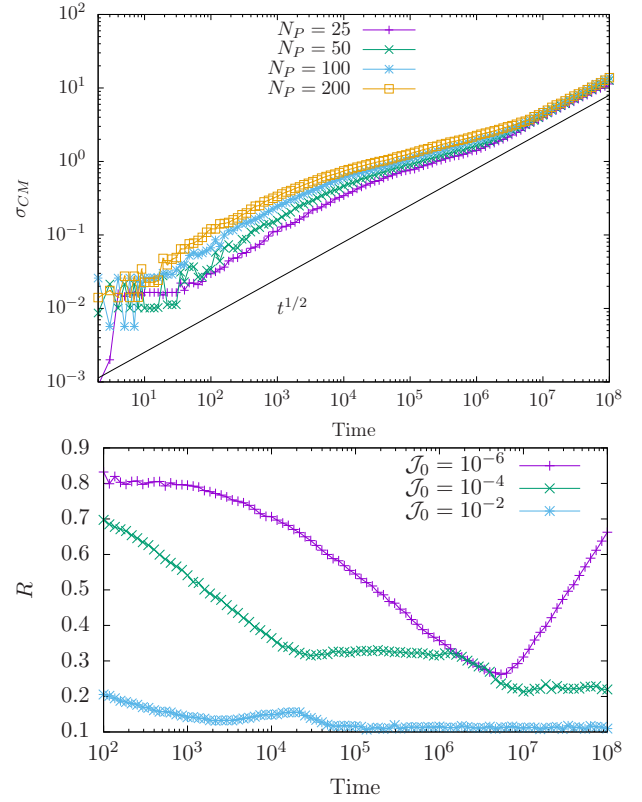 N_P = 25
N_P = 50
N_P = 100
N_P = 200
10^2
10^1
10^0
10^-1
10^-2
10^-3
σ_CM
t^1/2
10^1 10^2 10^3 10^4 10^5 10^6 10^7 10^8
Time
J_0 = 10^-6
J_0 = 10^-4
J_0 = 10^-2
0.9
0.8
0.7
0.6
0.5
0.4
0.3
0.2
0.1
R
10^2 10^3 10^4 10^5 10^6 10^7 10^8
Time